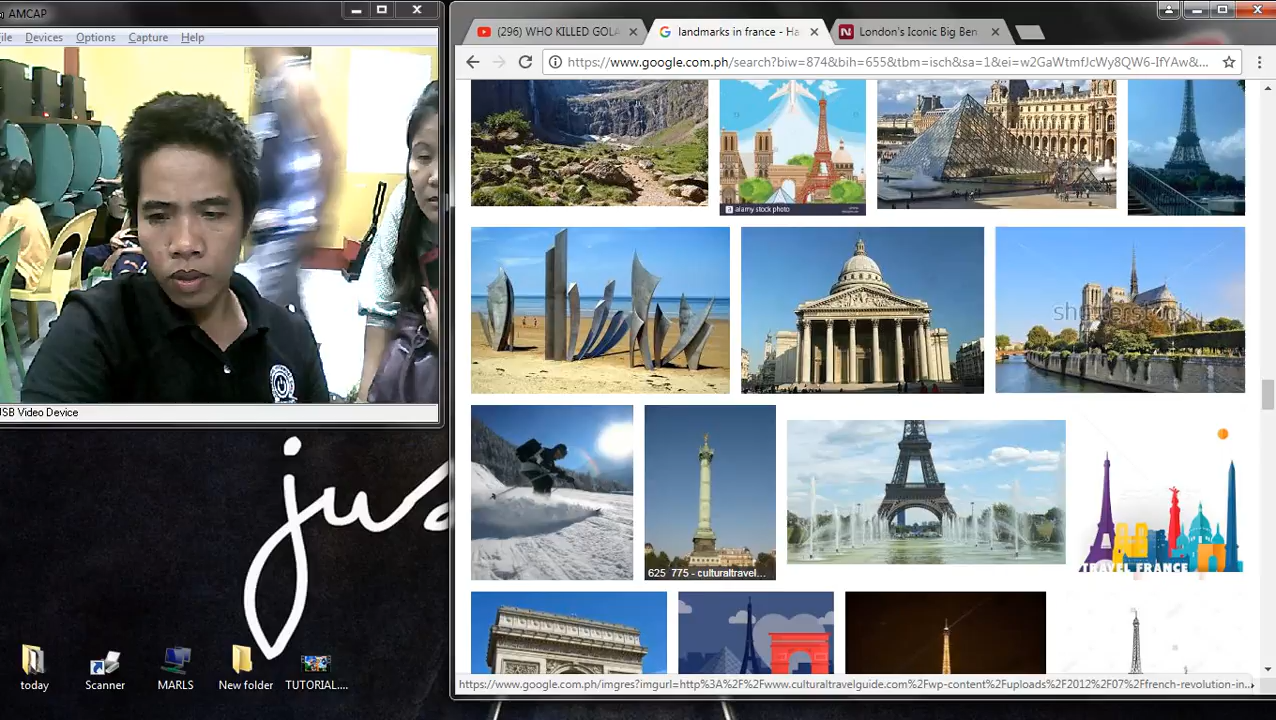 AMCAP
ile Devices Options Capture Help
USB Video Device
(296) WHO KILLED GOLA
landmarks in france - Ha
London's Iconic Big Ben
https://www.google.com.ph/search?biw=874&bih=655&tbm=isch&sa=1&ei=w2GaWtmfJcWy8QW6-IfYAw&...
a alamy stock photo
shutterstock
625 775 - culturaltravel...
TRAVEL FRANCE
jus
today
Scanner
MARLS
New folder
TUTORIAL....
https://www.google.com.ph/imgres?imgurl=http%3A%2F%2Fwww.culturaltravelguide.com%2Fwp-content%2Fuploads%2F2012%2F07%2Ffrench-revolution-in...